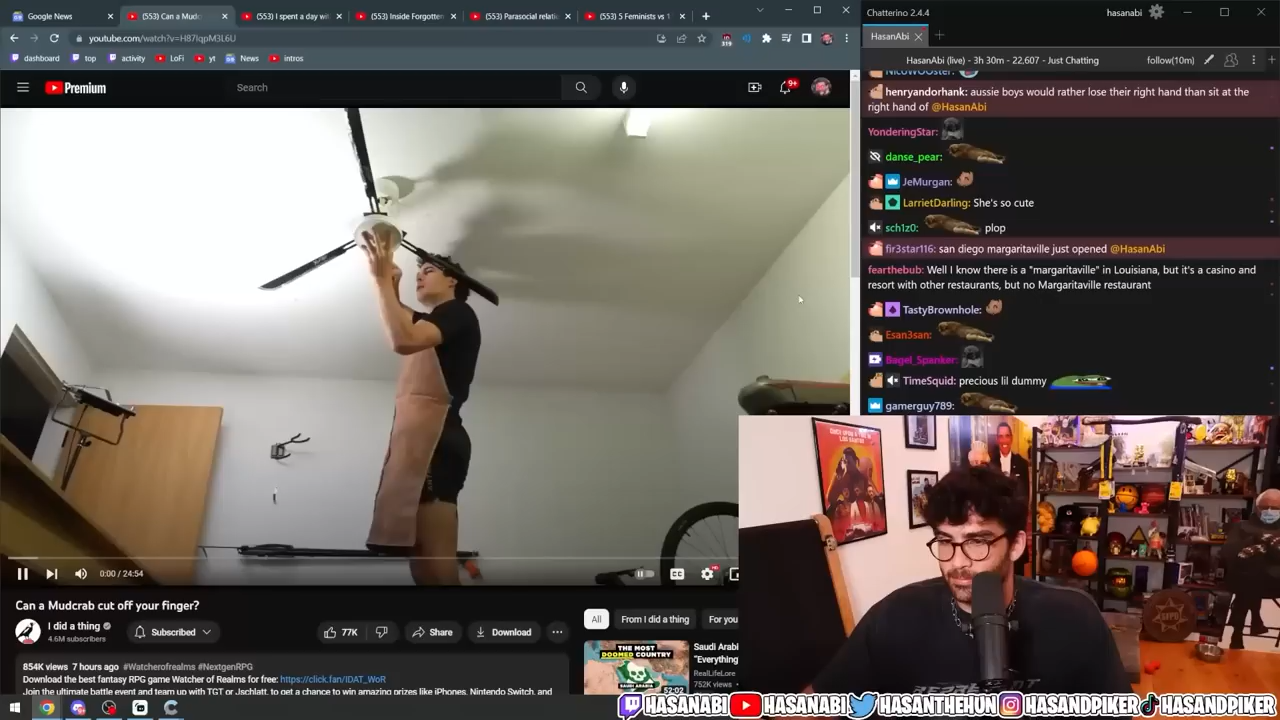 Google News
(553) Can a Mudc
(553) I spent a day wi
(553) Inside Forgotten
(553) Parasocial relatio
(553) 5 Feminists vs 1
Chatterino 2.4.4
hasanabi
youtube.com/watch?v=H87IqpM3L6U
HasanAbi
dashboard
top
activity
LoFi
yt
News
intros
HasanAbi (live) - 3h 30m - 22,607 - Just Chatting
follow(10m)
Premium
Search
9+
henryandorhank: aussie boys would rather lose their right hand than sit at the
right hand of @HasanAbi
YonderingStar:
danse_pear:
JeMurgan:
LarrietDarling: She's so cute
sch1z0: plop
fir3star116: san diego margaritaville just opened @HasanAbi
fearthebub: Well I know there is a "margaritaville" in Louisiana, but it's a casino and
resort with other restaurants, but no Margaritaville restaurant
TastyBrownhole:
Esan3san:
Bagel_Spanker:
TimeSquid: precious lil dummy
gamerguy789:
0:00 / 24:54
CC
HD
Can a Mudcrab cut off your finger?
I did a thing
4.6M subscribers
Subscribed
77K
Share
Download
All
From I did a thing
For you
854K views 7 hours ago #Watcherofrealms #NextgenRPG
Download the best fantasy RPG game Watcher of Realms for free: https://click.fan/IDAT_WoR
Join the ultimate battle event and team up with TGT or Jschlatt, to get a chance to win amazing prizes like iPhones, Nintendo Switch, and
THE MOST
DOOMED
COUNTRY
52:02
Saudi Arabi
"Everything
RealLifeLore
752K views
HASANABI
HASANABI
HASANTHEHUN
HASANDPIKER
HASANDPIKER